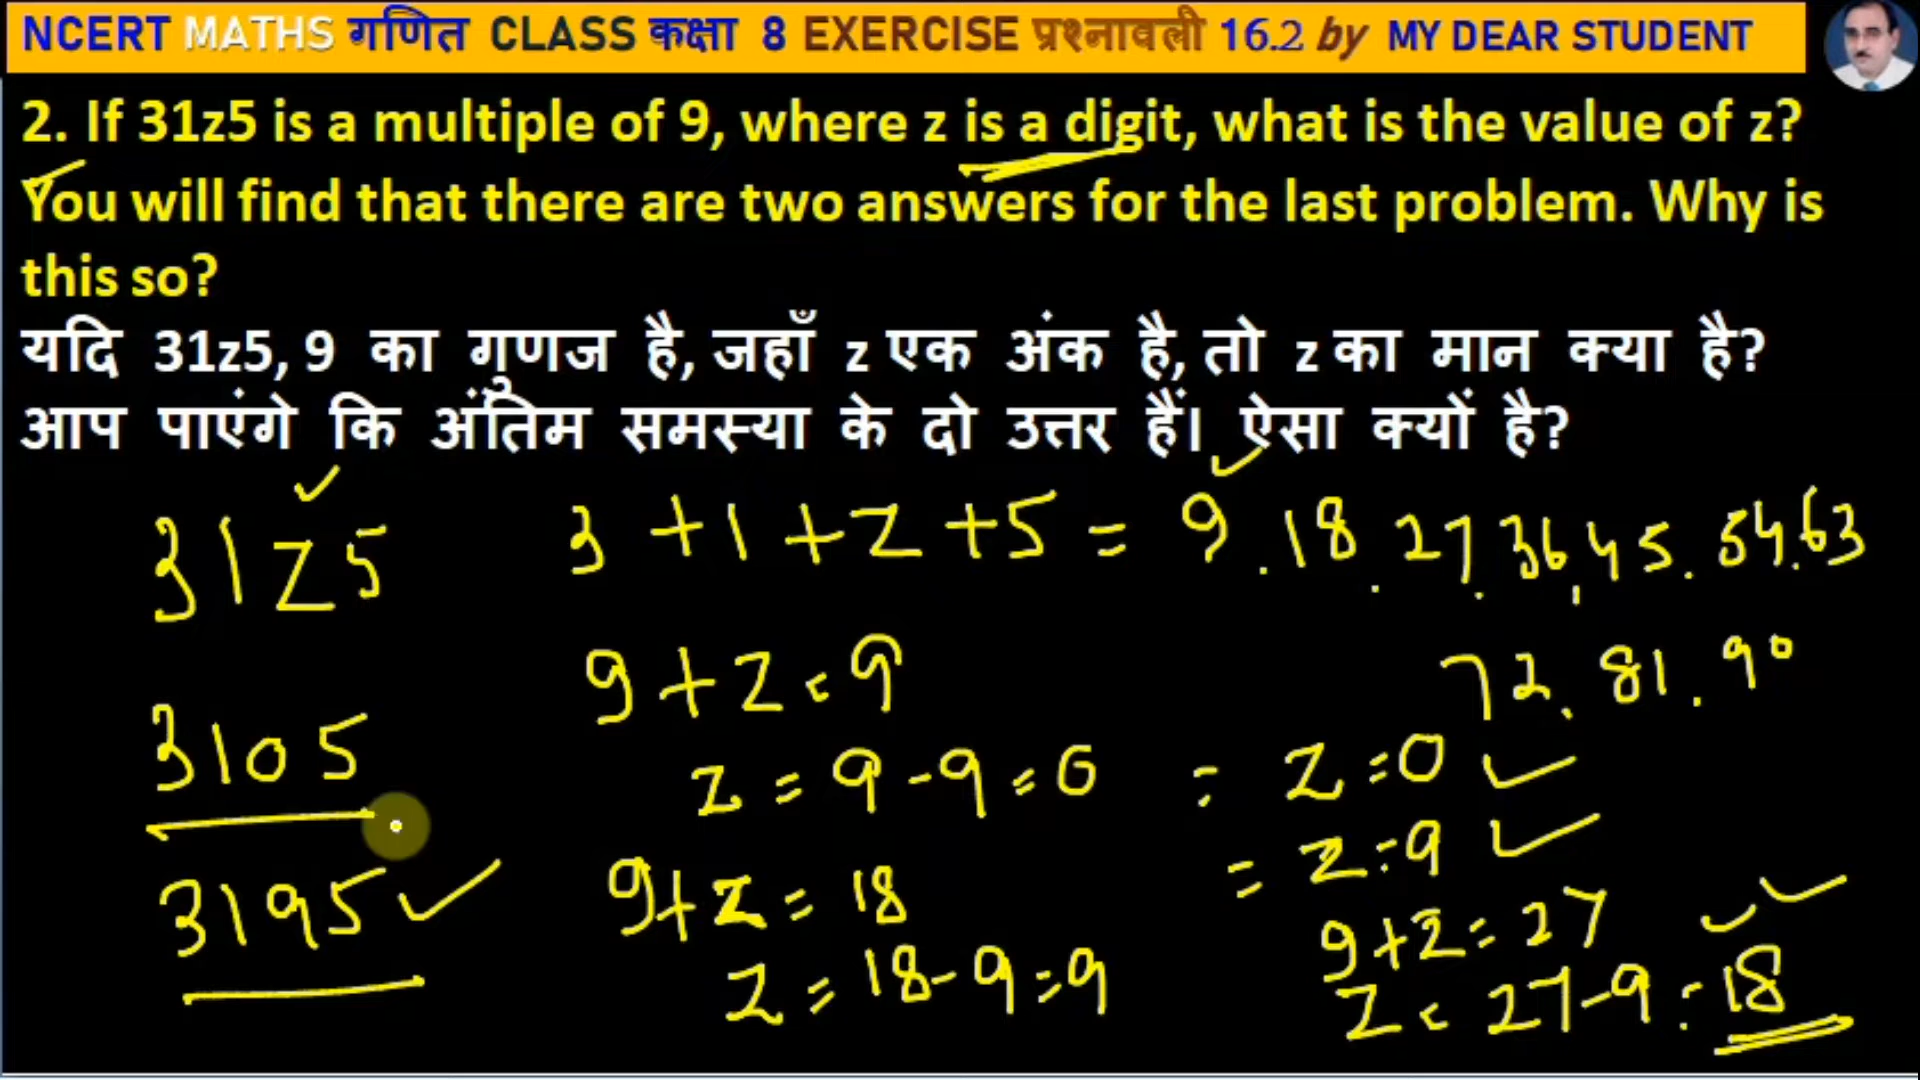 NCERT MATHS गणित CLASS कक्षा 8 EXERCISE प्रश्नावली 16.2 by MY DEAR STUDENT
2. If 31z5 is a multiple of 9, where z is a digit, what is the value of z?
You will find that there are two answers for the last problem. Why is
this so?
यदि 31z5, 9 का गुणज है, जहाँ z एक अंक है, तो z का मान क्या है?
आप पाएंगे कि अंतिम समस्या के दो उत्तर हैं। ऐसा क्यों है?
31z5
3+1+z+5 = 9.18.27.36,45.54.63
72.81.90
9+z=9
z=9-9=0
= z=0
3105
= z=9
3195
9+z=18
z=18-9=9
9+z=27
z=27-9=18